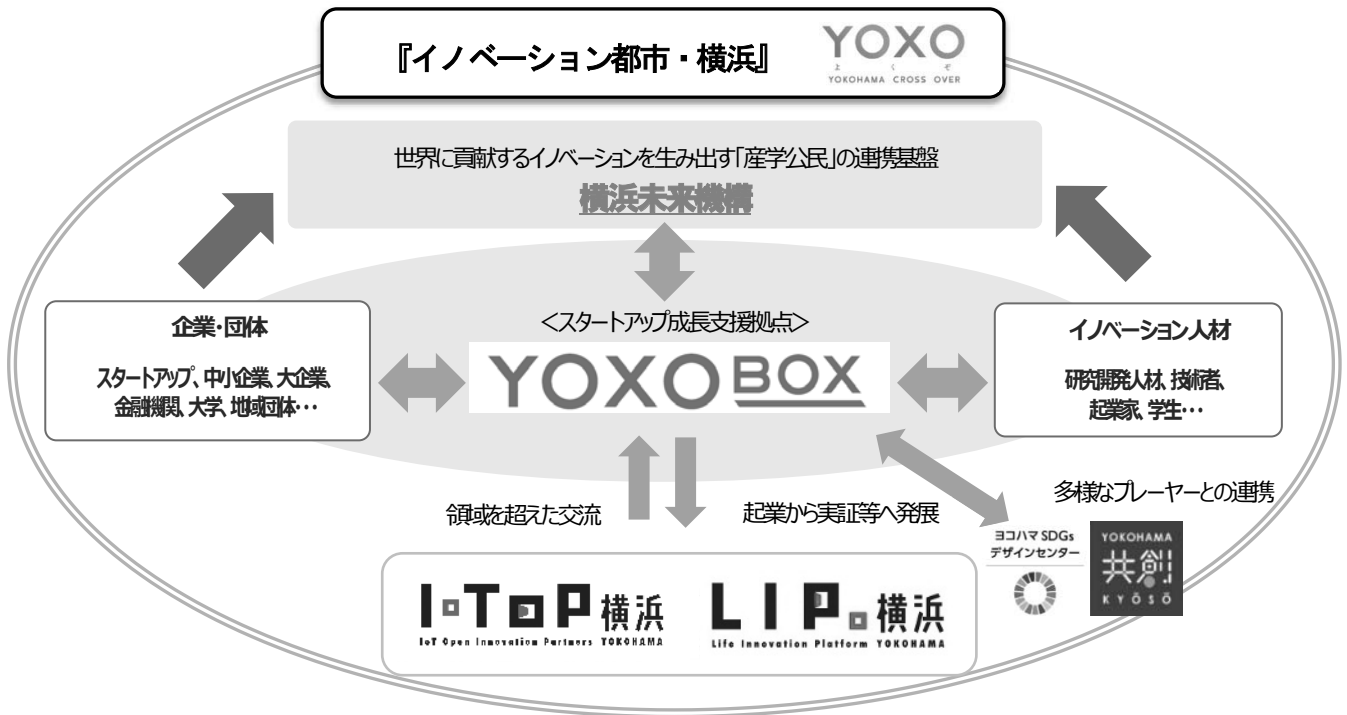 『イノベーション都市・横浜』
YOXO
よくぞ
YOKOHAMA CROSS OVER
世界に貢献するイノベーションを生み出す「産学公民」の連携基盤
横浜未来機構
企業・団体
スタートアップ、中小企業、大企業、
金融機関、大学、地域団体・・・
<スタートアップ成長支援拠点>
YOXO BOX
イノベーション人材
研究開発人材、技術者、
起業家、学生・・・
領域を超えた交流
起業から実証等へ発展
多様なプレーヤーとの連携
ヨコハマ SDGs
デザインセンター
YOKOHAMA
共創
KYŌSŌ
I・TOP横浜
IoT Open Innovation Partners YOKOHAMA
LIP.横浜
Life Innovation Platform YOKOHAMA